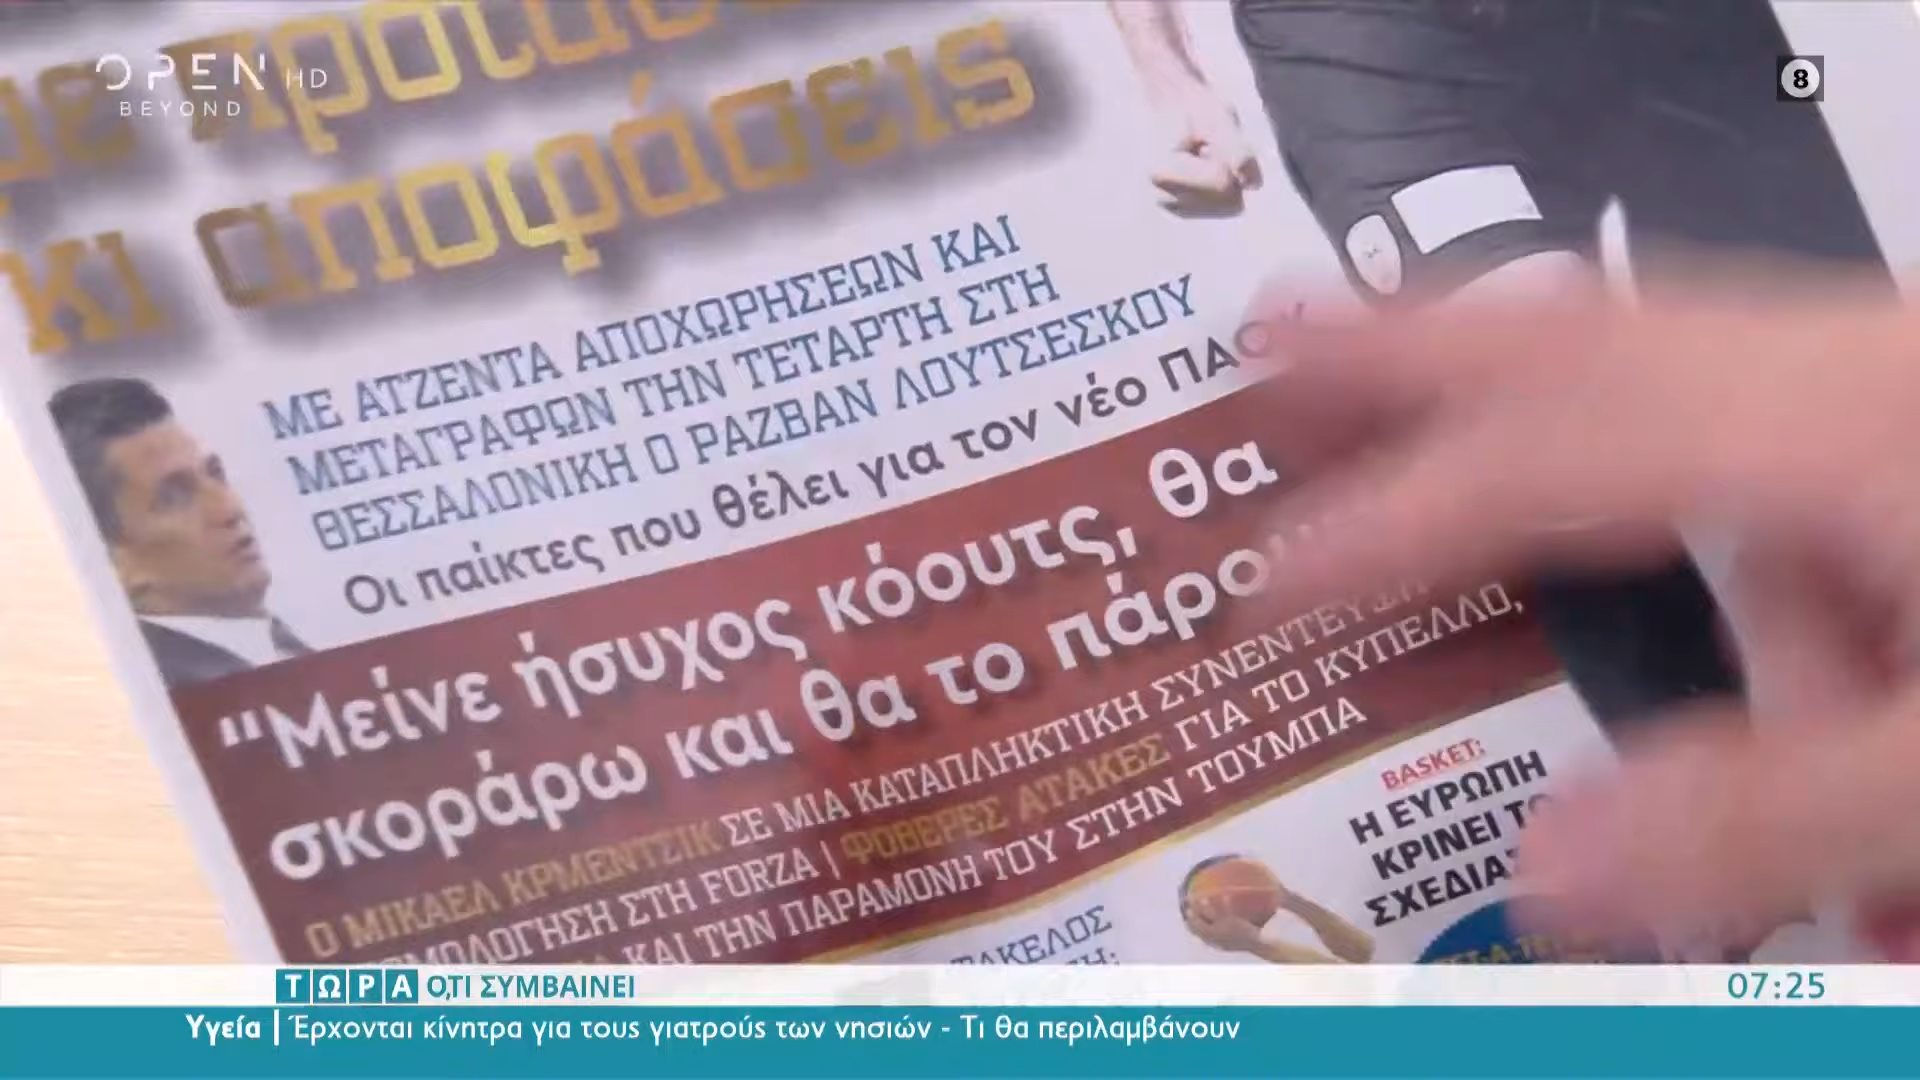 OPEN HD
BEYOND
8
με
κι αποφάσεις
ΜΕ ΑΤΖΕΝΤΑ ΑΠΟΧΩΡΗΣΕΩΝ ΚΑΙ
ΜΕΤΑΓΡΑΦΩΝ ΤΗΝ ΤΕΤΑΡΤΗ ΣΤΗ
ΘΕΣΣΑΛΟΝΙΚΗ Ο ΡΑΖΒΑΝ ΛΟΥΤΣΕΣΚΟΥ
Οι παίκτες που θέλει για τον νέο ΠΑΟΚ
"Μείνε ήσυχος κόουτς, θα
σκοράρω και θα το
Ο ΜΙΚΑΕΛ ΚΡΜΕΝΤΣΙΚ ΣΕ ΜΙΑ ΚΑΤΑΠΛΗΚΤΙΚΗ ΣΥΝΕΝΤΕΥΞΗ
ΣΤΗ FORZA | ΦΟΒΕΡΕΣ ΑΤΑΚΕΣ ΓΙΑ ΤΟ ΚΥΠΕΛΛΟ,
ΚΑΙ ΤΗΝ ΠΑΡΑΜΟΝΗ ΤΟΥ ΣΤΗΝ ΤΟΥΜΠΑ
BASKET:
Η ΕΥΡΩΠΗ
ΚΡΙΝΕΙ
ΤΩΡΑ Ο,ΤΙ ΣΥΜΒΑΙΝΕΙ
07:25
Υγεία | Έρχονται κίνητρα για τους γιατρούς των νησιών - Τι θα περιλαμβάνουν